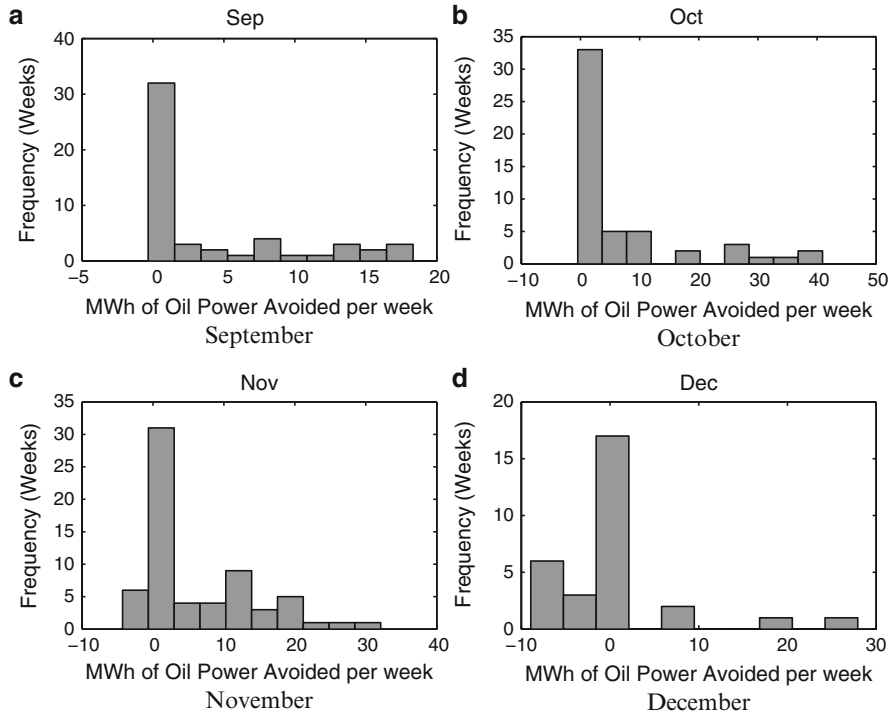 a
Sep
Frequency (Weeks)
40
30
20
10
0
−5
0
5
10
15
20
MWh of Oil Power Avoided per week
September
b
Oct
Frequency (Weeks)
35
30
25
20
15
10
5
0
−10
0
10
20
30
40
50
MWh of Oil Power Avoided per week
October
c
Nov
Frequency (Weeks)
35
30
25
20
15
10
5
0
−10
0
10
20
30
40
MWh of Oil Power Avoided per week
November
d
Dec
Frequency (Weeks)
20
15
10
5
0
−10
0
10
20
30
MWh of Oil Power Avoided per week
December